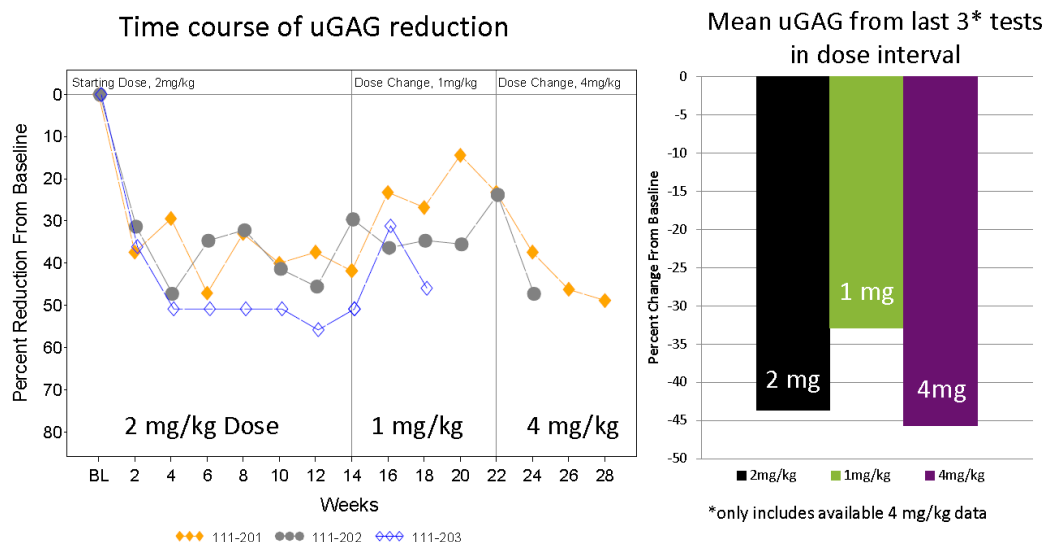 Time course of uGAG reduction
Starting Dose, 2mg/kg
Dose Change, 1mg/kg
Dose Change, 4mg/kg
Percent Reduction From Baseline
0
10
20
30
40
50
60
70
80
2 mg/kg Dose
1 mg/kg
4 mg/kg
BL 2 4 6 8 10 12 14 16 18 20 22 24 26 28
Weeks
111-201 111-202 111-203
Mean uGAG from last 3* tests
in dose interval
Percent Change From Baseline
0
-5
-10
-15
-20
-25
-30
-35
-40
-45
-50
2 mg
1 mg
4mg
2mg/kg 1mg/kg 4mg/kg
*only includes available 4 mg/kg data